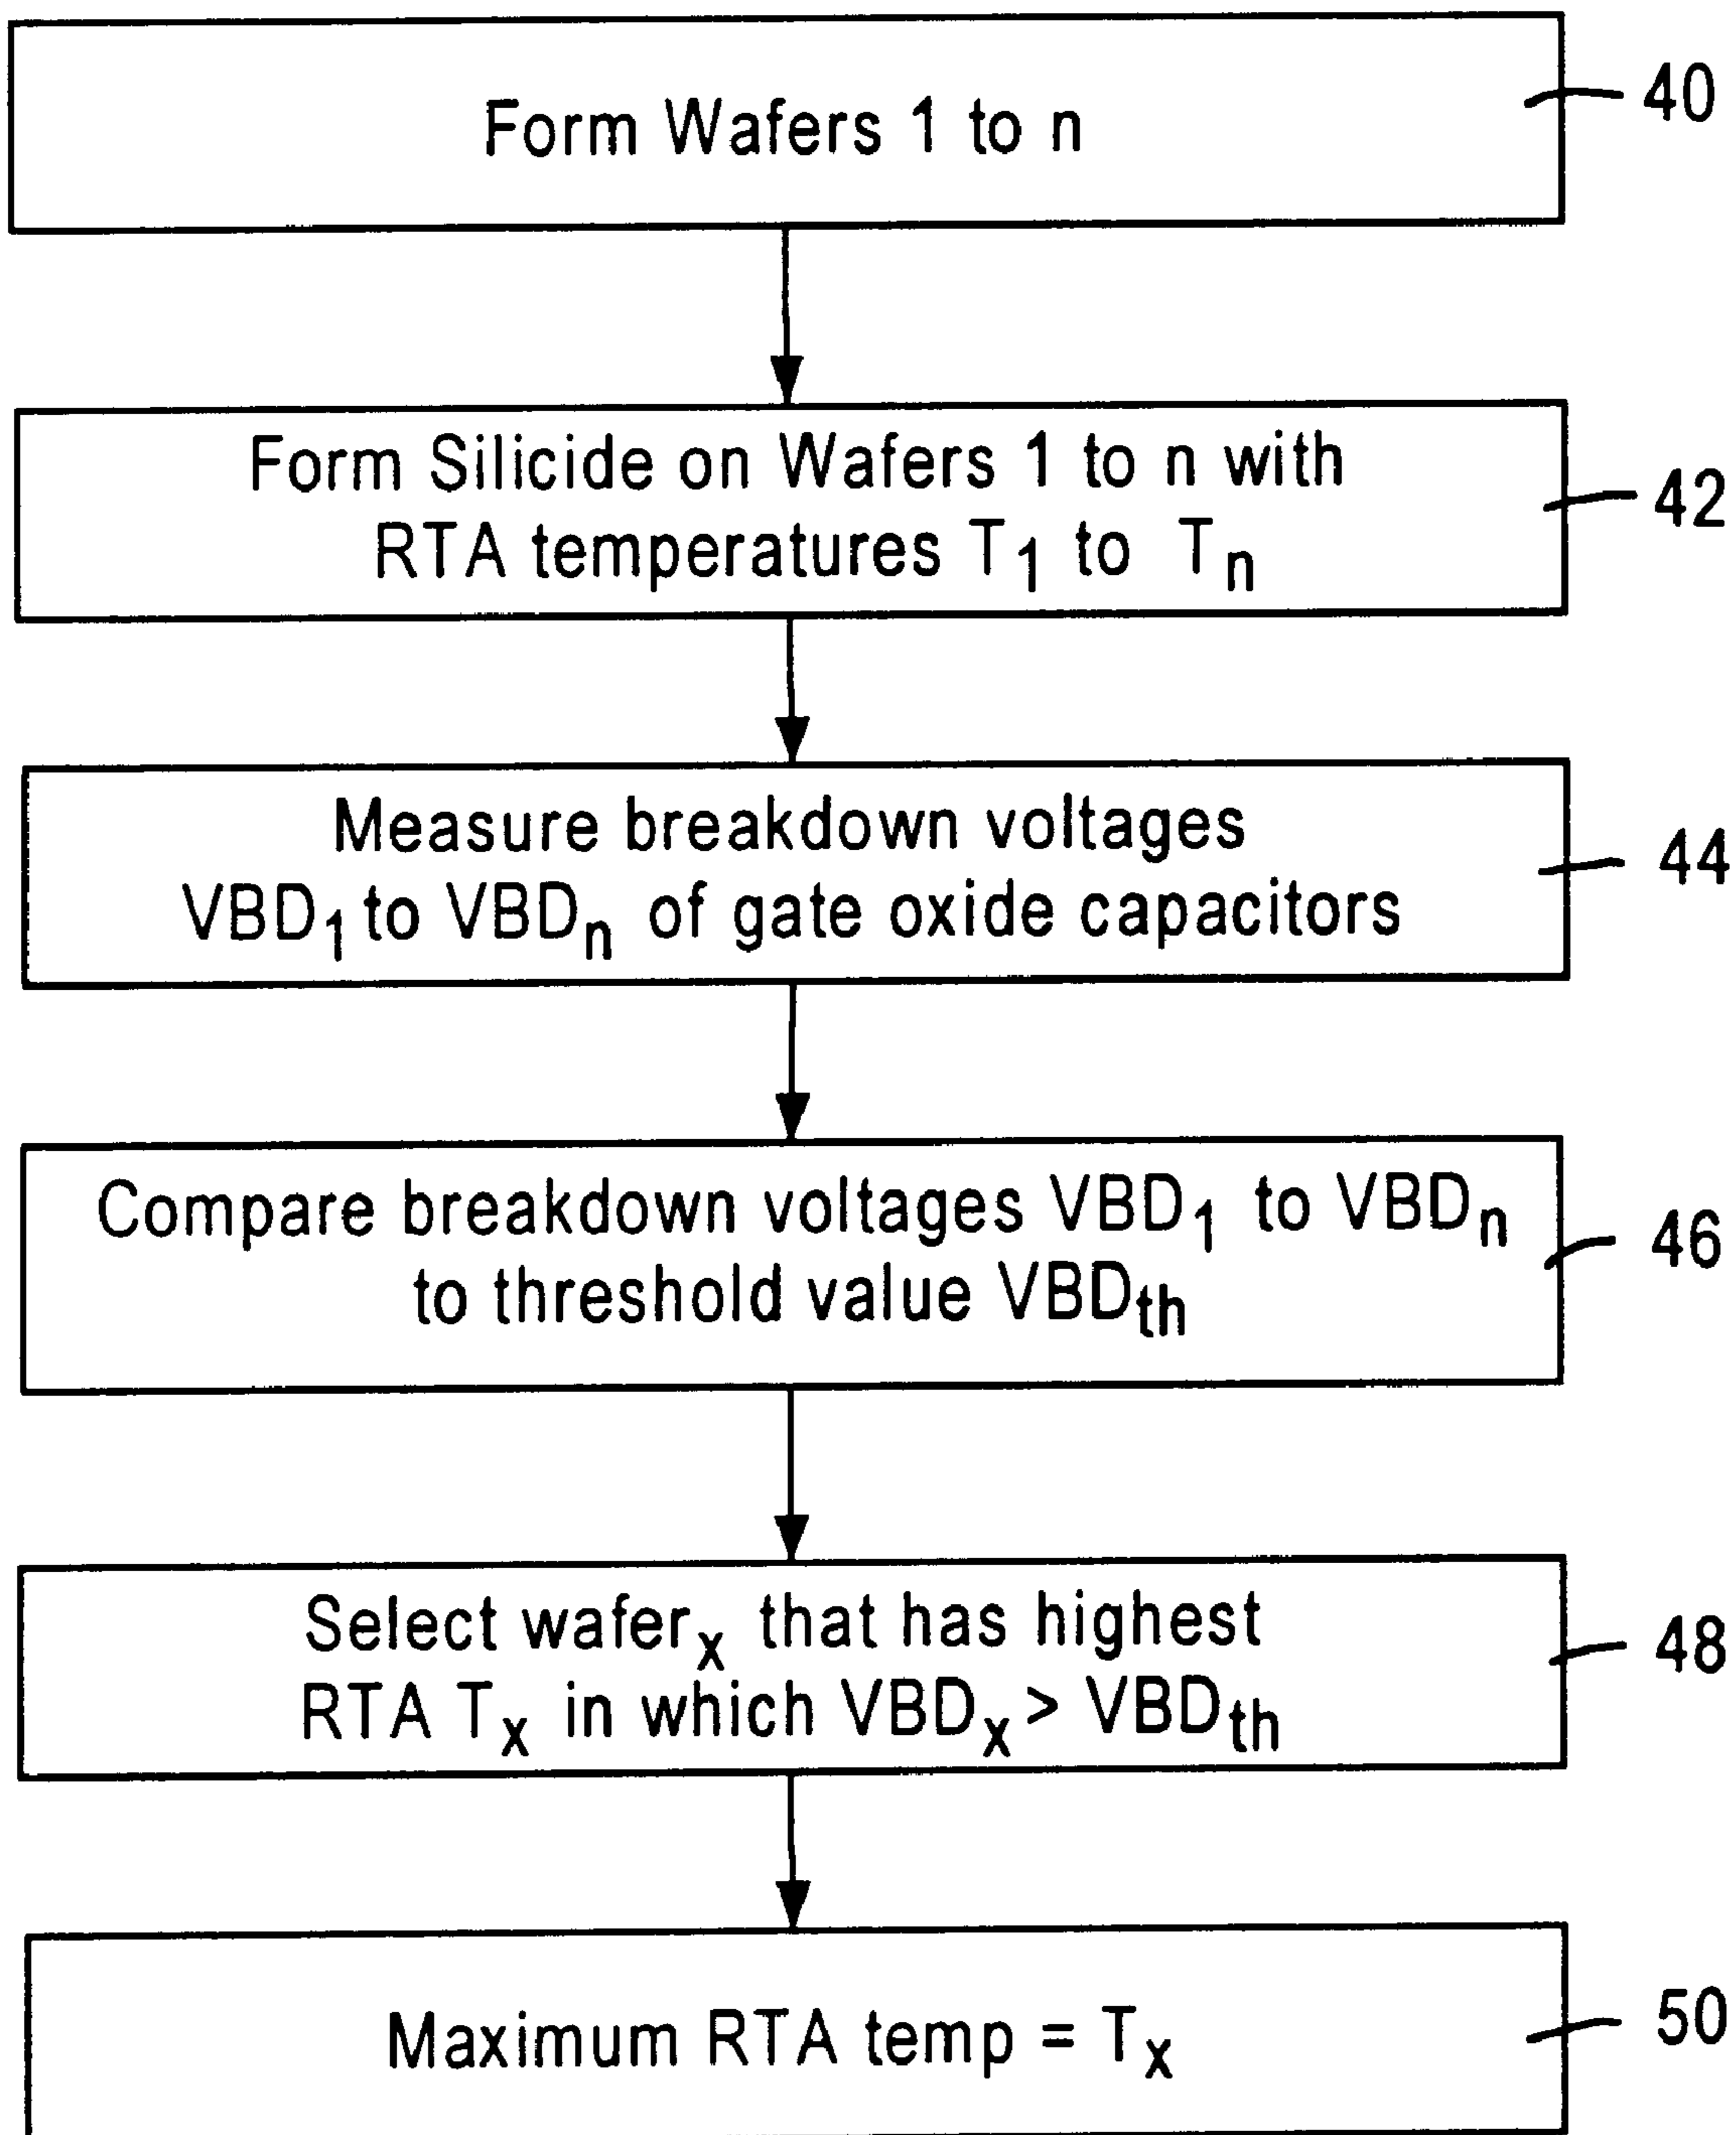 Form Wafers 1 to n
40
Form Silicide on Wafers 1 to n with
RTA temperatures T₁ to Tₙ
42
Measure breakdown voltages
VBD₁ to VBDₙ of gate oxide capacitors
44
Compare breakdown voltages VBD₁ to VBDₙ
to threshold value VBDₜₕ
46
Select waferₓ that has highest
RTA Tₓ in which VBDₓ > VBDₜₕ
48
Maximum RTA temp = Tₓ
50